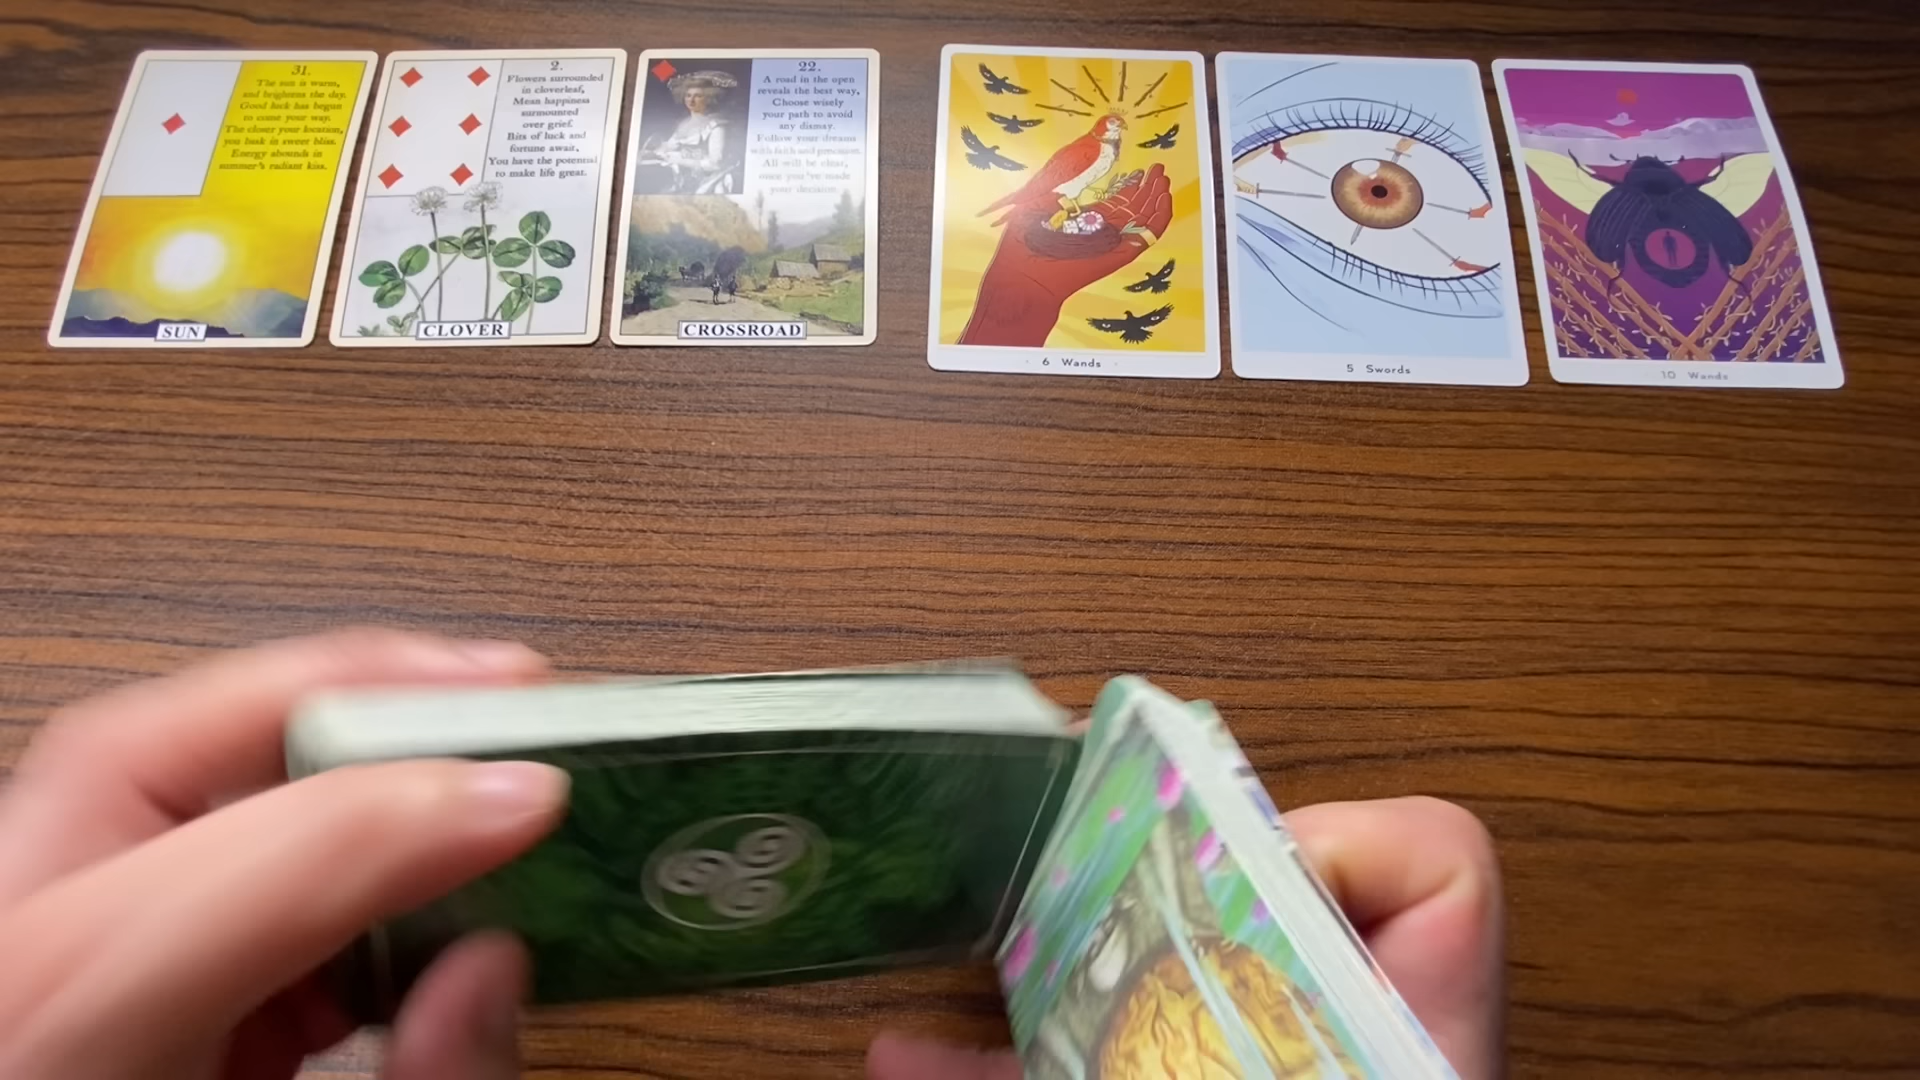 31.
The sun is warm,
and brightens the day.
Good luck has begun
to come your way.
The closer your location,
you bask in sweet bliss.
Energy abounds in
summer's radiant kiss.
SUN
2.
Flowers surrounded
in cloverleaf,
Mean happiness
surmounted
over grief.
Bits of luck and
fortune await,
You have the potential
to make life great.
CLOVER
22.
A road in the open
reveals the best way,
Choose wisely
your path to avoid
any dismay.
Follow your dreams
with faith and precision.
All will be clear,
once you've made
your decision.
CROSSROAD
6 Wands
5 Swords
10 Wands